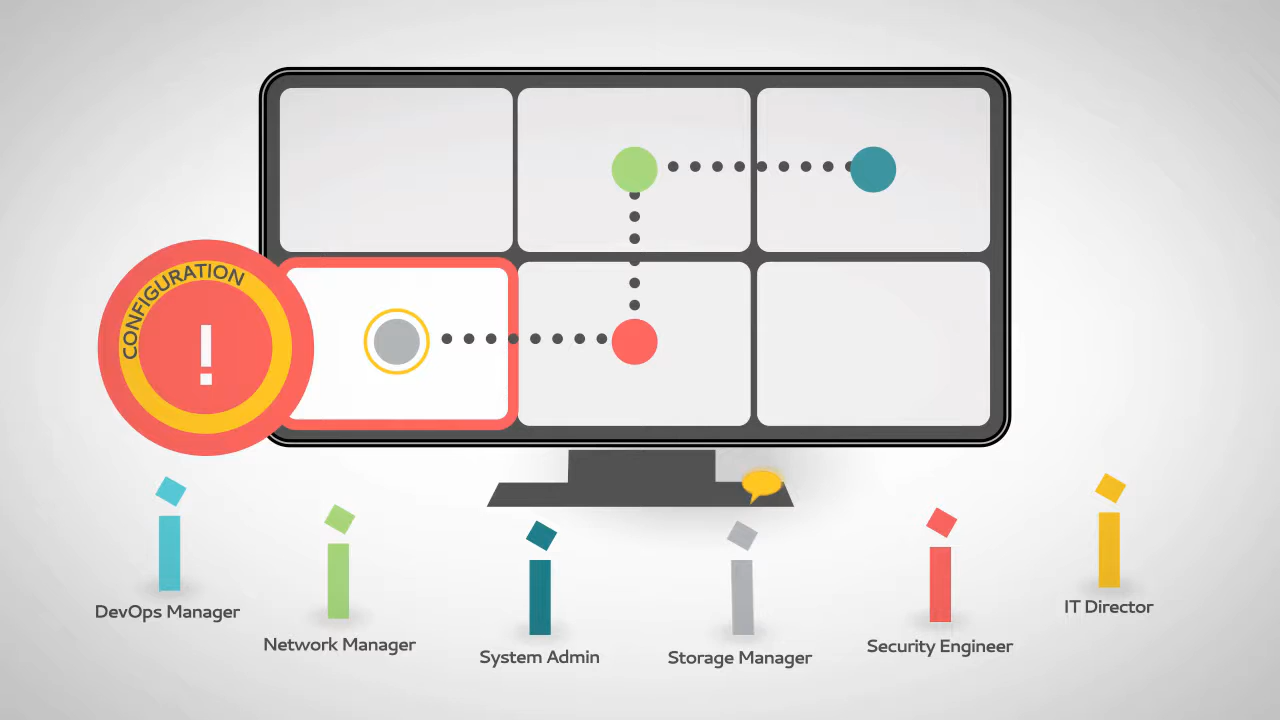 CONFIGURATION
!
DevOps Manager
Network Manager
System Admin
Storage Manager
Security Engineer
IT Director